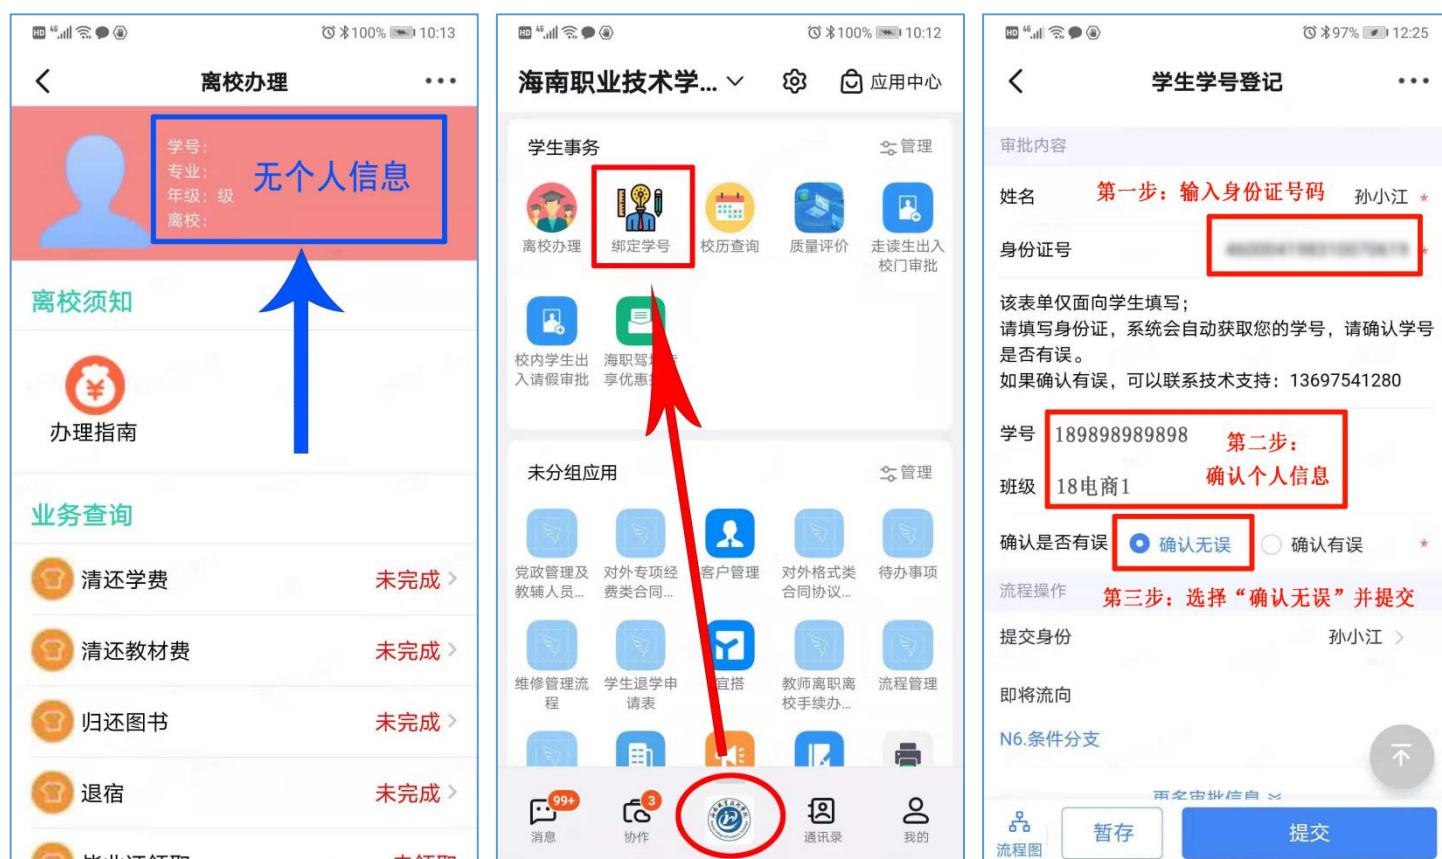 HD 46 100% 10:13
离校办理
学号:
专业:
年级: 级
离校:
无个人信息
离校须知
办理指南
业务查询
清还学费 未完成
清还教材费 未完成
归还图书 未完成
退宿 未完成
HD 46 100% 10:12
海南职业技术学... 应用中心
学生事务 管理
离校办理 绑定学号 校历查询 质量评价 走读生出入
校门审批
校内学生出 海职驾
入请假审批 享优惠
未分组应用 管理
党政管理及 对外专项经 客户管理 对外格式类 待办事项
教辅人员... 费类合同... 合同协议...
维修管理流 学生退学申 宜搭 教师离职离 流程管理
程 请表 校手续办...
99+ 3
消息 协作 通讯录 我的
HD 46 97% 12:25
学生学号登记
审批内容
姓名 第一步: 输入身份证号码 孙小江 *
身份证号 *
该表单仅面向学生填写;
请填写身份证，系统会自动获取您的学号，请确认学号
是否有误。
如果确认有误，可以联系技术支持: 13697541280
学号 189898989898 第二步:
班级 18电商1 确认个人信息
确认是否有误 确认无误 确认有误 *
流程操作 第三步: 选择“确认无误”并提交
提交身份 孙小江
即将流向
N6.条件分支
更多审批信息
流程图 暂存 提交